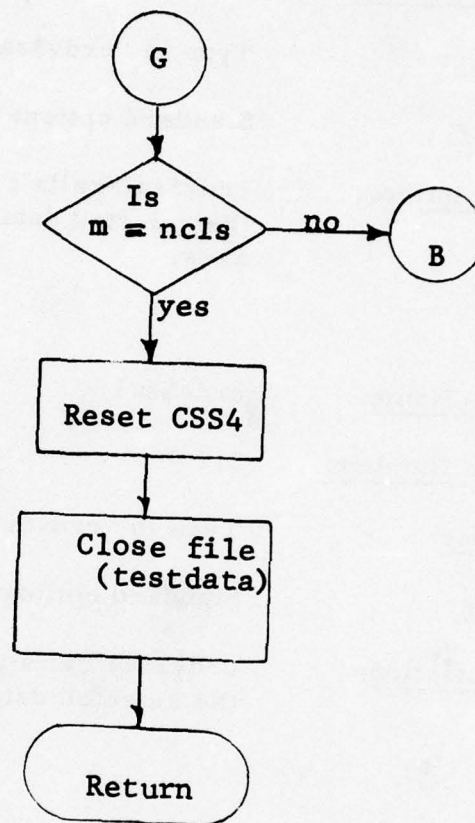 G
Is
m = ncls
no
B
yes
Reset CSS4
Close file
(testdata)
Return